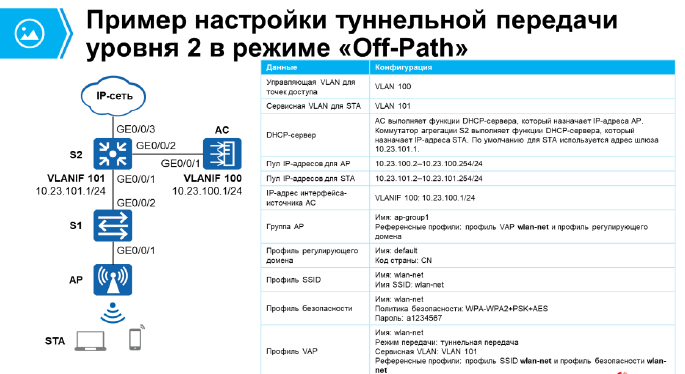 Пример настройки туннельной передачи
уровня 2 в режиме «Off-Path»
IP-сеть
GE0/0/3
GE0/0/2
AC
S2
GE0/0/1
VLANIF 101
GE0/0/1
VLANIF 100
10.23.101.1/24
10.23.100.1/24
GE0/0/2
S1
GE0/0/1
AP
STA
Данные
Конфигурация
Управляющая VLAN для
точек доступа
VLAN 100
Сервисная VLAN для STA
VLAN 101
DHCP-сервер
AC выполняет функции DHCP-сервера, который назначает IP-адреса AP.
Коммутатор агрегации S2 выполняет функции DHCP-сервера, который
назначает IP-адреса STA. По умолчанию для STA используется адрес шлюза
10.23.101.1.
Пул IP-адресов для AP
10.23.100.2–10.23.100.254/24
Пул IP-адресов для STA
10.23.101.2–10.23.101.254/24
IP-адрес интерфейса-
источника AC
VLANIF 100: 10.23.100.1/24
Группа AP
Имя: ap-group1
Референсные профили: профиль VAP wlan-net и профиль регулирующего
домена
Профиль регулирующего
домена
Имя: default
Код страны: CN
Профиль SSID
Имя: wlan-net
Имя SSID: wlan-net
Профиль безопасности
Имя: wlan-net
Политика безопасности: WPA-WPA2+PSK+AES
Пароль: a1234567
Профиль VAP
Имя: wlan-net
Режим передачи: туннельная передача
Сервисная VLAN: VLAN 101
Референсные профили: профиль SSID wlan-net и профиль безопасности wlan-
net